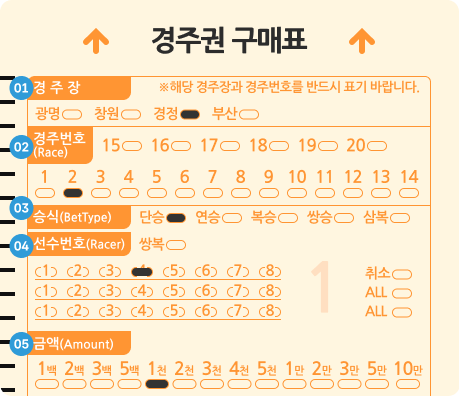 경주권 구매표
01 경 주 장 ※해당 경주장과 경주번호를 반드시 표기 바랍니다.
광명 창원 경정 부산
02 경주번호 (Race) 15 16 17 18 19 20
1 2 3 4 5 6 7 8 9 10 11 12 13 14
03 승식(BetType) 단승 연승 복승 쌍승 삼복
04 선수번호(Racer) 쌍복
1 2 3 4 5 6 7 8 취소
1 2 3 4 5 6 7 8 ALL
1 2 3 4 5 6 7 8 ALL
1
05 금액(Amount)
1백 2백 3백 5백 1천 2천 3천 4천 5천 1만 2만 3만 5만 10만